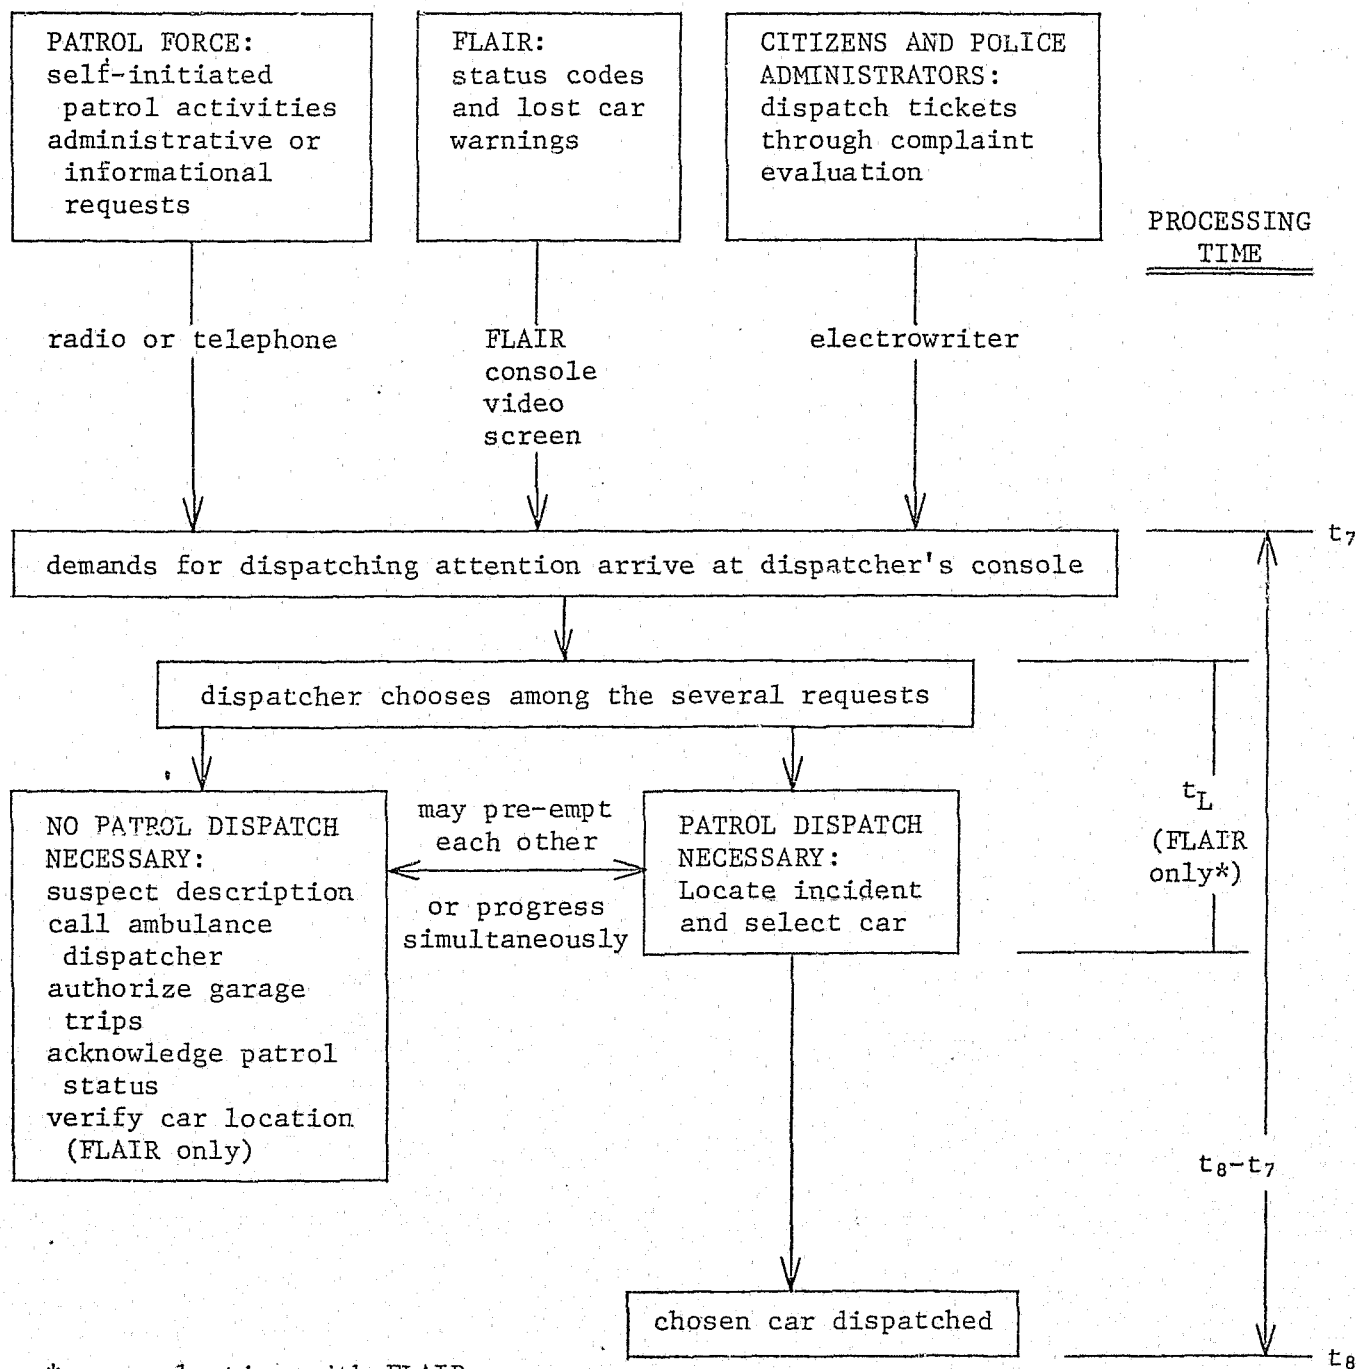 PATROL FORCE:
self-initiated
patrol activities
administrative or
informational
requests
FLAIR:
status codes
and lost car
warnings
CITIZENS AND POLICE
ADMINISTRATORS:
dispatch tickets
through complaint
evaluation
PROCESSING
TIME
radio or telephone
FLAIR
console
video
screen
electrowriter
demands for dispatching attention arrive at dispatcher's console
t7
dispatcher chooses among the several requests
NO PATROL DISPATCH
NECESSARY:
suspect description
call ambulance
dispatcher
authorize garage
trips
acknowledge patrol
status
verify car location
(FLAIR only)
may pre-empt
each other
or progress
simultaneously
PATROL DISPATCH
NECESSARY:
Locate incident
and select car
tL
(FLAIR
only*)
t8-t7
chosen car dispatched
t8